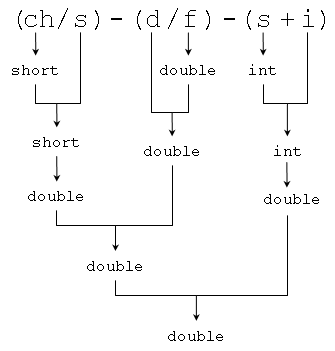 (ch/s) - (d/f) - (s + i)
short double int
short double int
double double
double
double